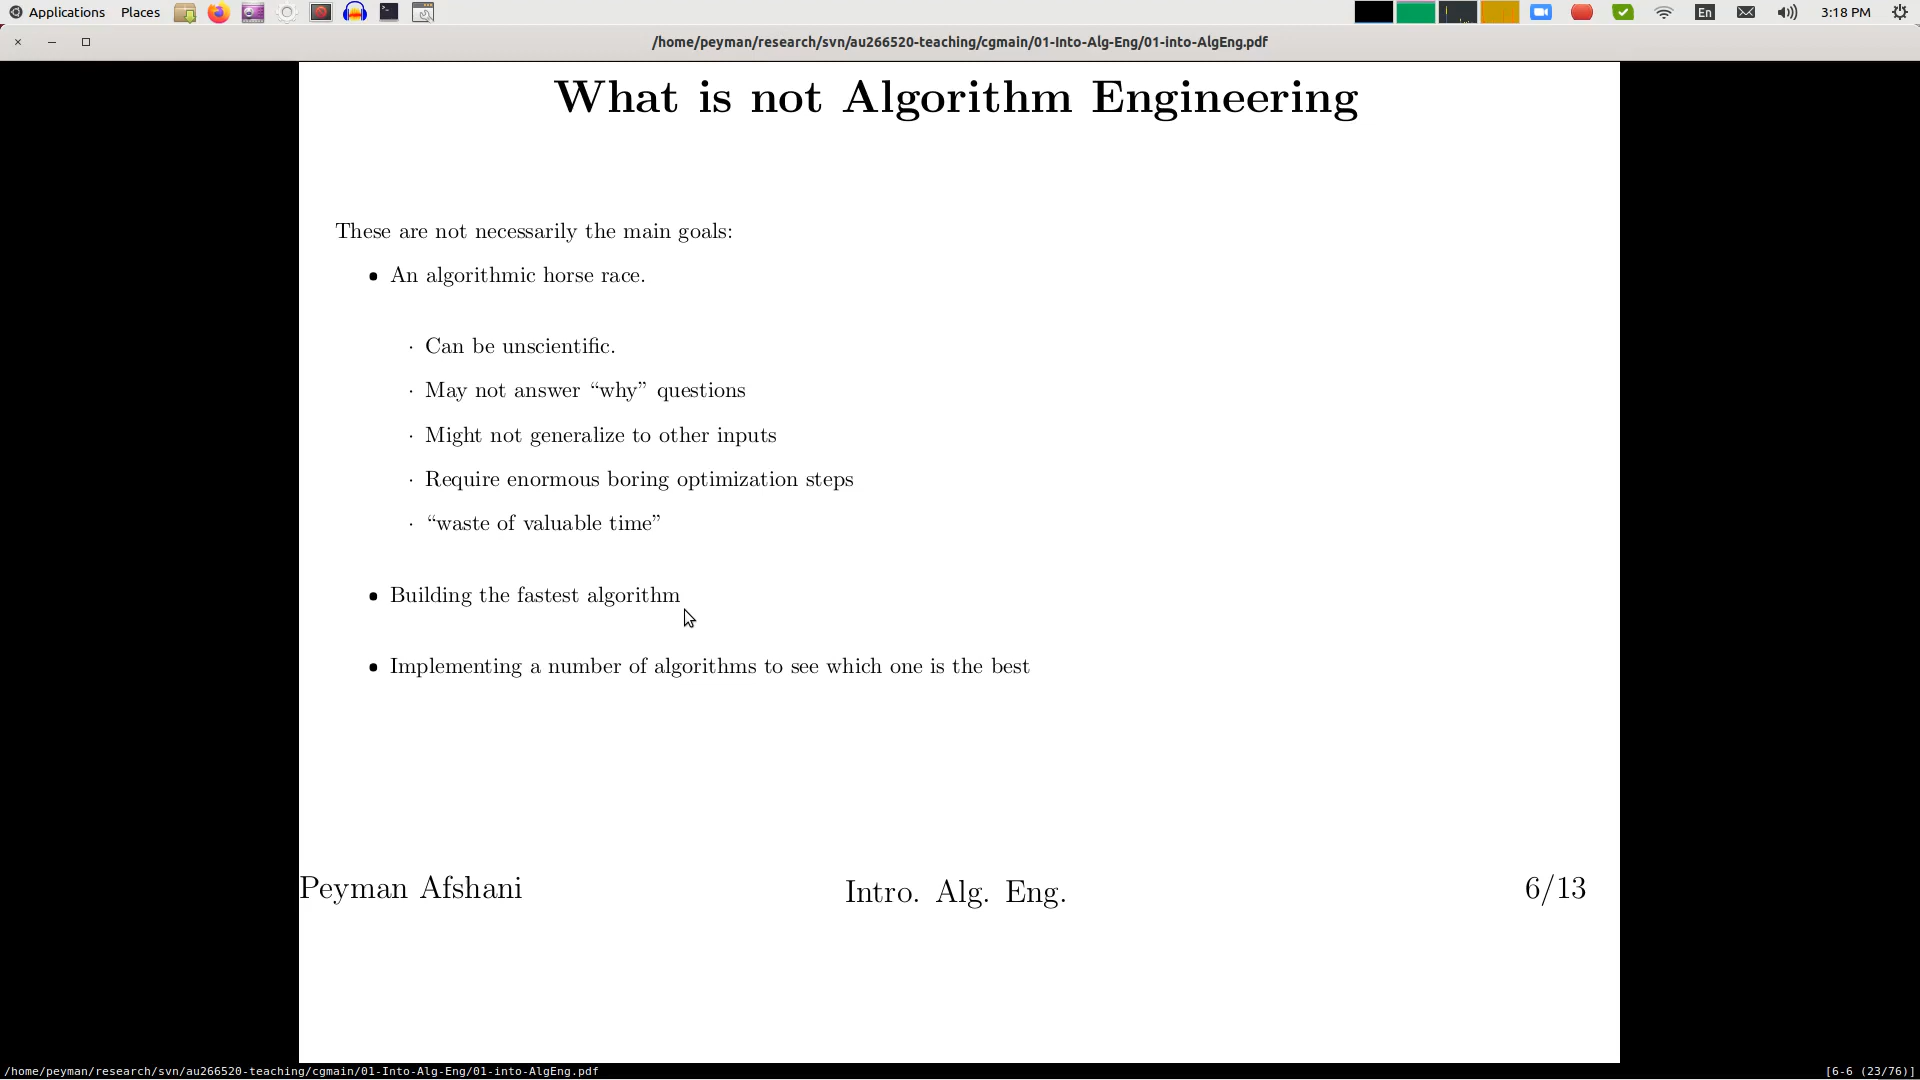 Applications Places En 3:18 PM
/home/peyman/research/svn/au266520-teaching/cgmain/01-Into-Alg-Eng/01-into-AlgEng.pdf
What is not Algorithm Engineering
These are not necessarily the main goals:
• An algorithmic horse race.
· Can be unscientific.
· May not answer “why” questions
· Might not generalize to other inputs
· Require enormous boring optimization steps
· “waste of valuable time”
• Building the fastest algorithm
• Implementing a number of algorithms to see which one is the best
Peyman Afshani Intro. Alg. Eng. 6/13
/home/peyman/research/svn/au266520-teaching/cgmain/01-Into-Alg-Eng/01-into-AlgEng.pdf [6-6 (23/76)]